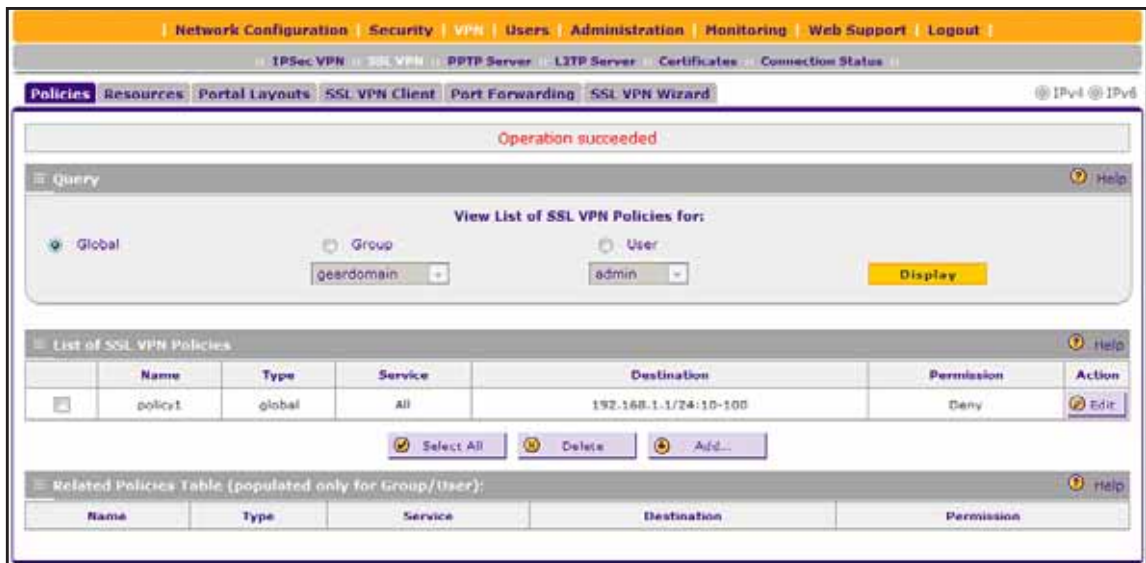 Network Configuration | Security | VPN | Users | Administration | Monitoring | Web Support | Logout
IPSec VPN SSL VPN PPTP Server L2TP Server Certificates Connection Status
Policies Resources Portal Layouts SSL VPN Client Port Forwarding SSL VPN Wizard IPv4 IPv6
Operation succeeded
Query Help
View List of SSL VPN Policies for:
Global Group User
geardomain admin Display
List of SSL VPN Policies Help
Name Type Service Destination Permission Action
policy1 global All 192.168.1.1/24:10-100 Deny Edit
Select All Delete Add...
Related Policies Table (populated only for Group/User): Help
Name Type Service Destination Permission